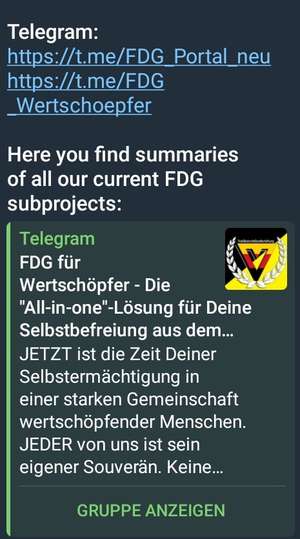 Telegram:
https://t.me/FDG_Portal_neu
https://t.me/FDG
_Wertschoepfer
Here you find summaries
of all our current FDG
subprojects:
Telegram
FDG für
Wertschöpfer - Die
"All-in-one"-Lösung für Deine
Selbstbefreiung aus dem...
JETZT ist die Zeit Deiner
Selbstermächtigung in
einer starken Gemeinschaft
wertschöpfender Menschen.
JEDER von uns ist sein
eigener Souverän. Keine...
GRUPPE ANZEIGEN